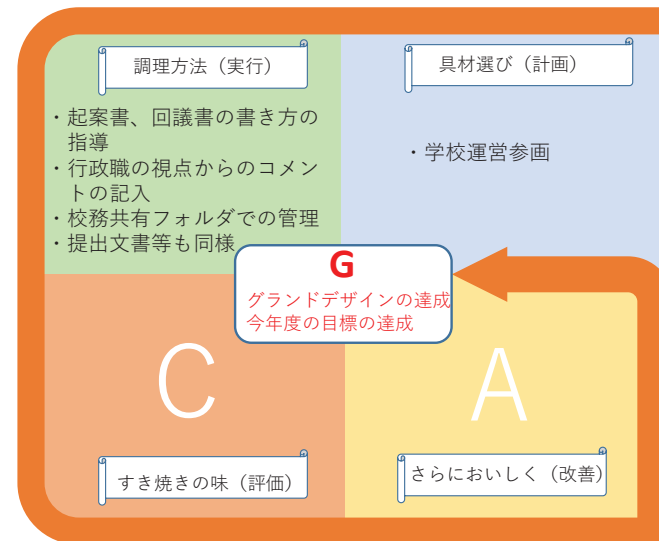 調理方法（実行）
・起案書、回議書の書き方の
指導
・行政職の視点からのコメン
トの記入
・校務共有フォルダでの管理
・提出文書等も同様
具材選び（計画）
・学校運営参画
G
グランドデザインの達成
今年度の目標の達成
C
すき焼きの味（評価）
A
さらにおいしく（改善）